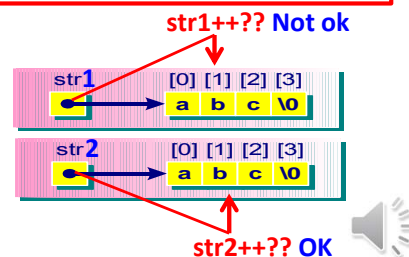 str1++?? Not ok
str1 [0] [1] [2] [3]
a b c \0
str2 [0] [1] [2] [3]
a b c \0
str2++?? OK